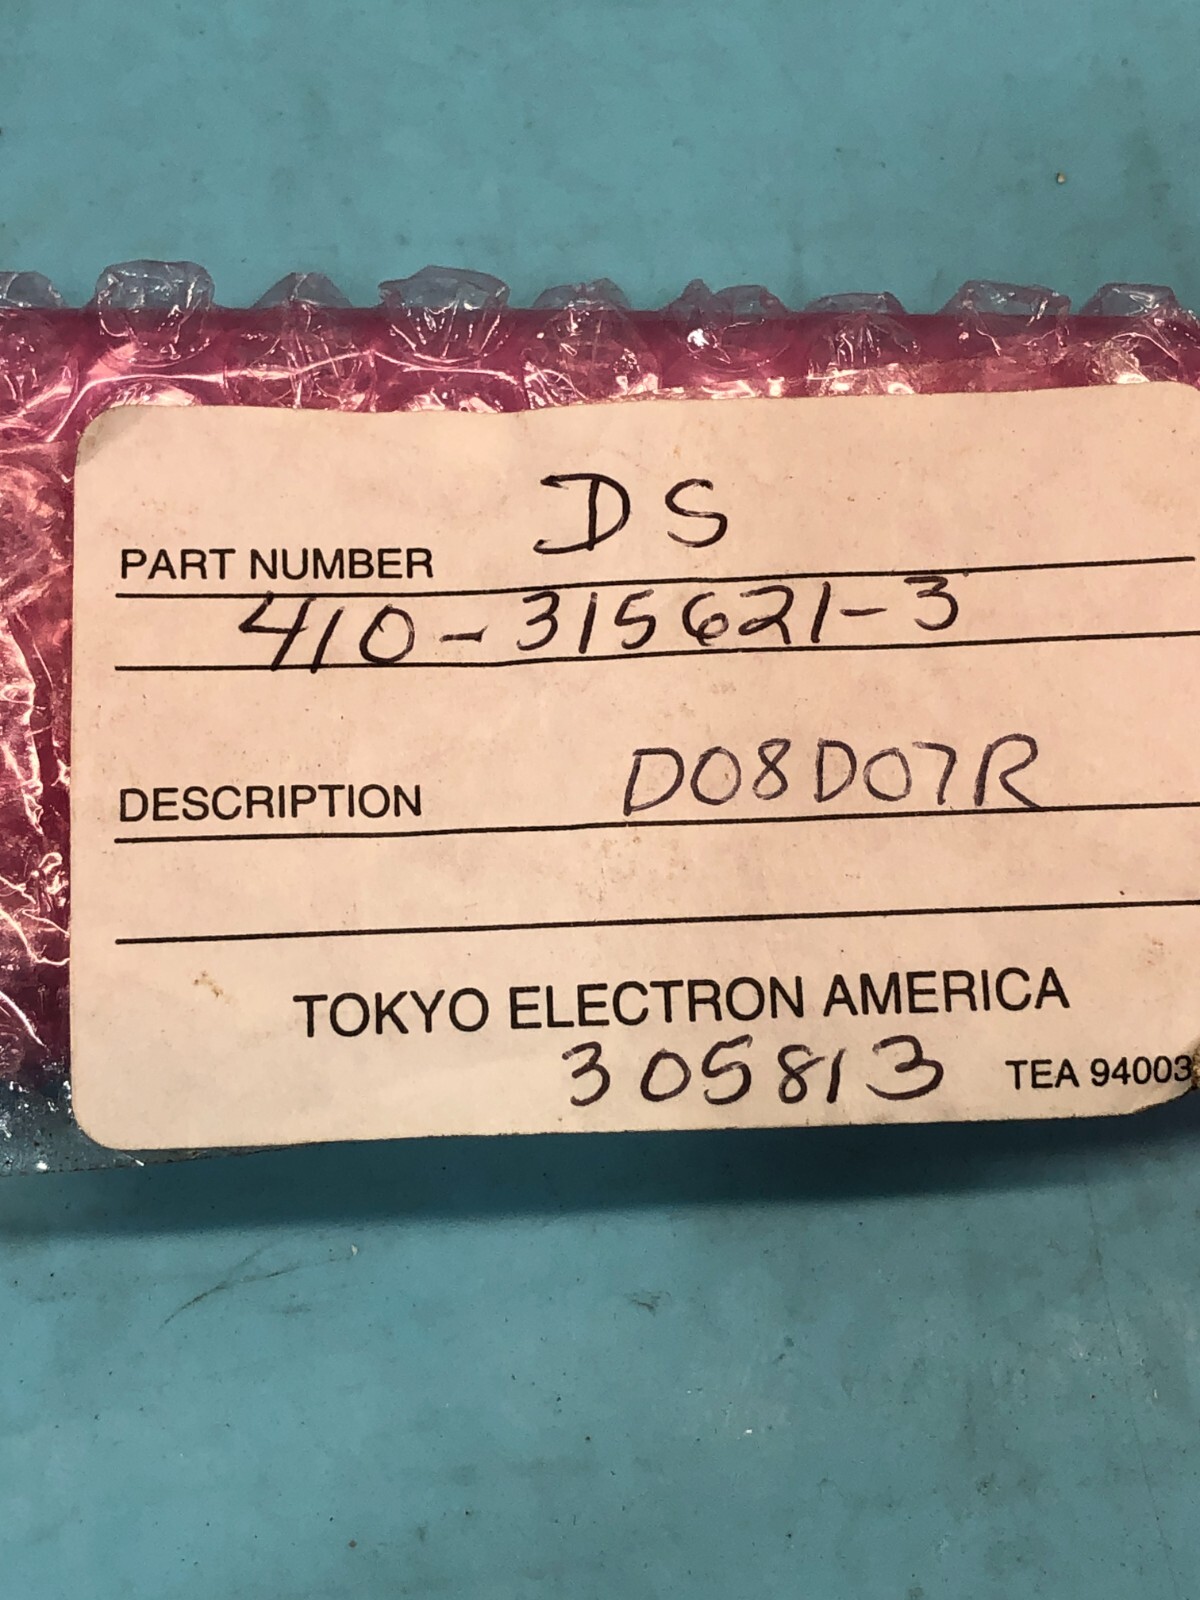 PART NUMBER DS
410-315621-3
DESCRIPTION D08D07R
TOKYO ELECTRON AMERICA
305813 TEA 94003